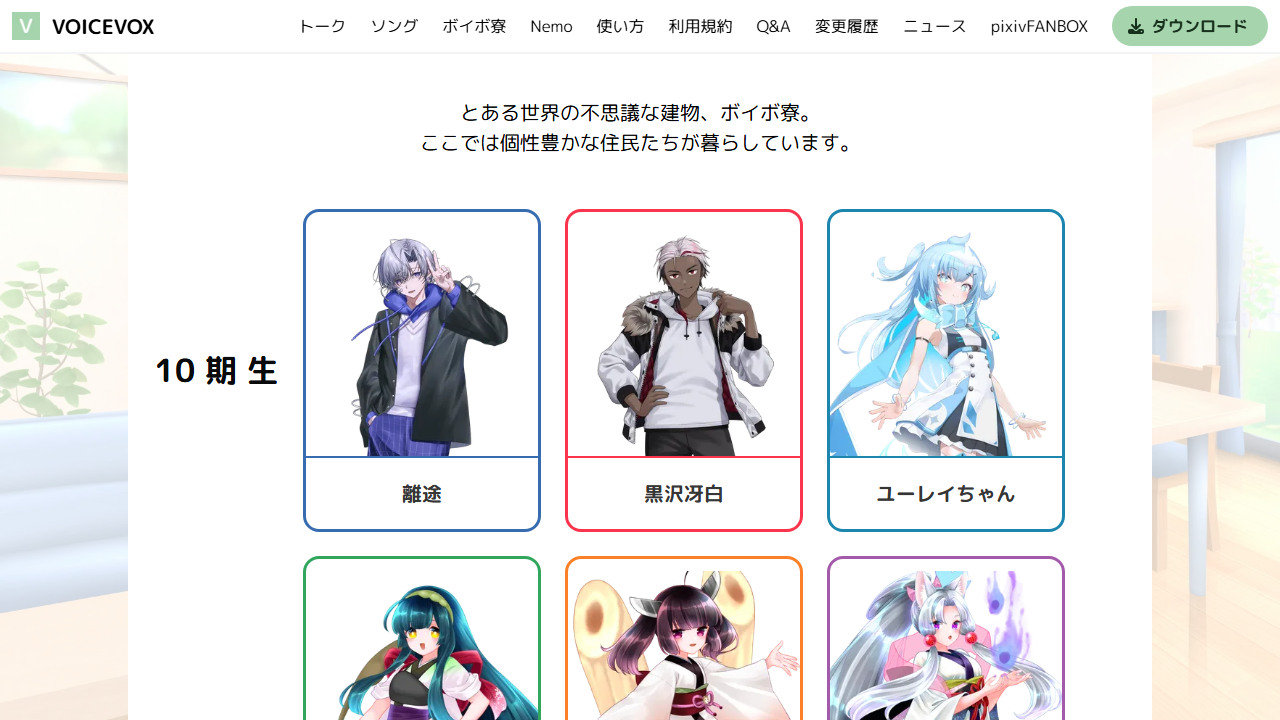 V VOICEVOX トーク ソング ボイボ寮 Nemo 使い方 利用規約 Q&A 変更履歴 ニュース pixivFANBOX ダウンロード
とある世界の不思議な建物、ボイボ寮。
ここでは個性豊かな住民たちが暮らしています。
10期生
離途 黒沢冴白 ユーレイちゃん